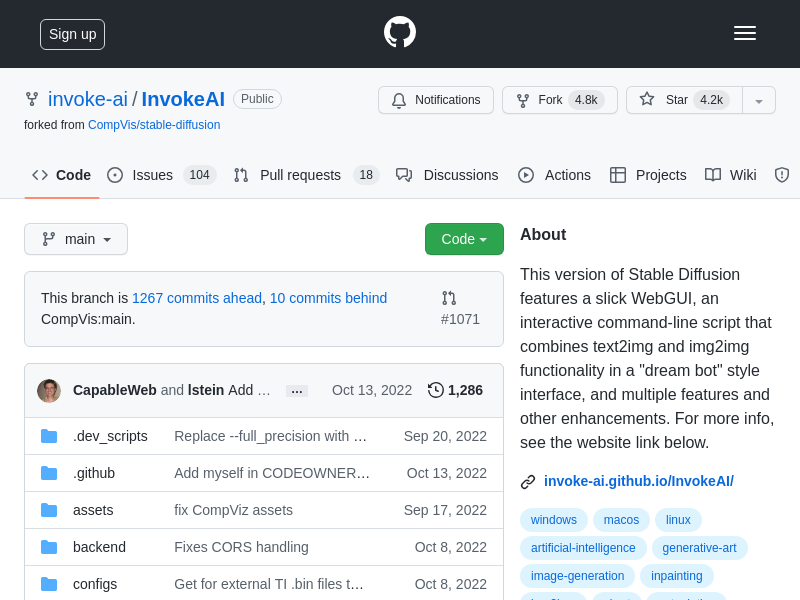 Sign up
invoke-ai / InvokeAI Public
Notifications
Fork 4.8k
Star 4.2k
forked from CompVis/stable-diffusion
Code
Issues 104
Pull requests 18
Discussions
Actions
Projects
Wiki
main
Code
This branch is 1267 commits ahead, 10 commits behind
CompVis:main.
#1071
CapableWeb and lstein Add … … Oct 13, 2022 1,286
.dev_scripts Replace --full_precision with … Sep 20, 2022
.github Add myself in CODEOWNER… Oct 13, 2022
assets fix CompViz assets Sep 17, 2022
backend Fixes CORS handling Oct 8, 2022
configs Get for external TI .bin files t… Oct 8, 2022
About
This version of Stable Diffusion
features a slick WebGUI, an
interactive command-line script that
combines text2img and img2img
functionality in a "dream bot" style
interface, and multiple features and
other enhancements. For more info,
see the website link below.
invoke-ai.github.io/InvokeAI/
windows macos linux
artificial-intelligence generative-art
image-generation inpainting